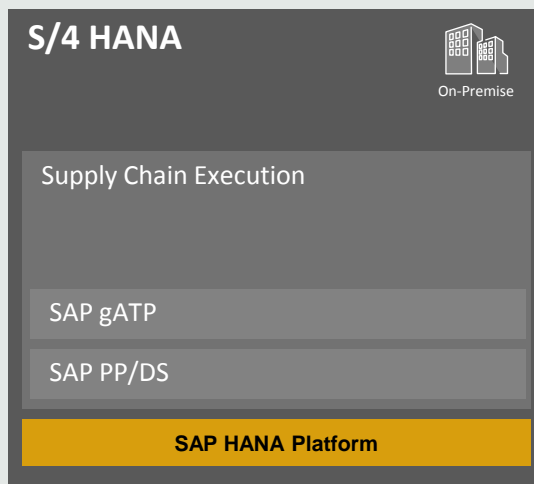 S/4 HANA
On-Premise
Supply Chain Execution
SAP gATP
SAP PP/DS
SAP HANA Platform